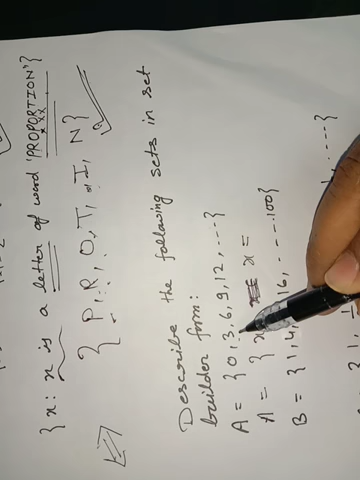 {x: x is a letter of word 'PROPORTION'}
{P, R, O, T, I, N}
Describe the following sets in set
builder form:
A = {0, 3, 6, 9, 12, ...}
A = {x x =
B = {1, 4, 16, ... 100}
{1,